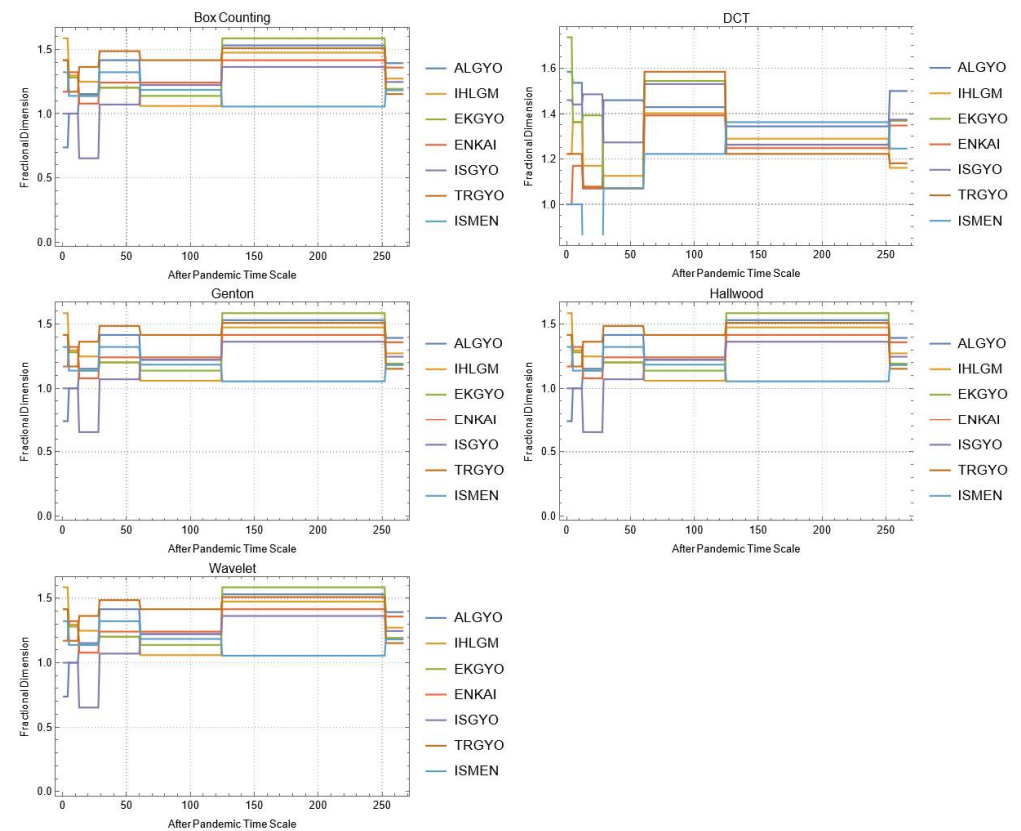 Box Counting
Fractional Dimension
1.5
1.0
0.5
0.0
0 50 100 150 200 250
After Pandemic Time Scale
ALGYO
IHLGM
EKGYO
ENKAI
ISGYO
TRGYO
ISMEN
DCT
Fractional Dimension
1.6
1.4
1.2
1.0
0 50 100 150 200 250
After Pandemic Time Scale
ALGYO
IHLGM
EKGYO
ENKAI
ISGYO
TRGYO
ISMEN
Genton
Fractional Dimension
1.5
1.0
0.5
0.0
0 50 100 150 200 250
After Pandemic Time Scale
ALGYO
IHLGM
EKGYO
ENKAI
ISGYO
TRGYO
ISMEN
Hallwood
Fractional Dimension
1.5
1.0
0.5
0.0
0 50 100 150 200 250
After Pandemic Time Scale
ALGYO
IHLGM
EKGYO
ENKAI
ISGYO
TRGYO
ISMEN
Wavelet
Fractional Dimension
1.5
1.0
0.5
0.0
0 50 100 150 200 250
After Pandemic Time Scale
ALGYO
IHLGM
EKGYO
ENKAI
ISGYO
TRGYO
ISMEN